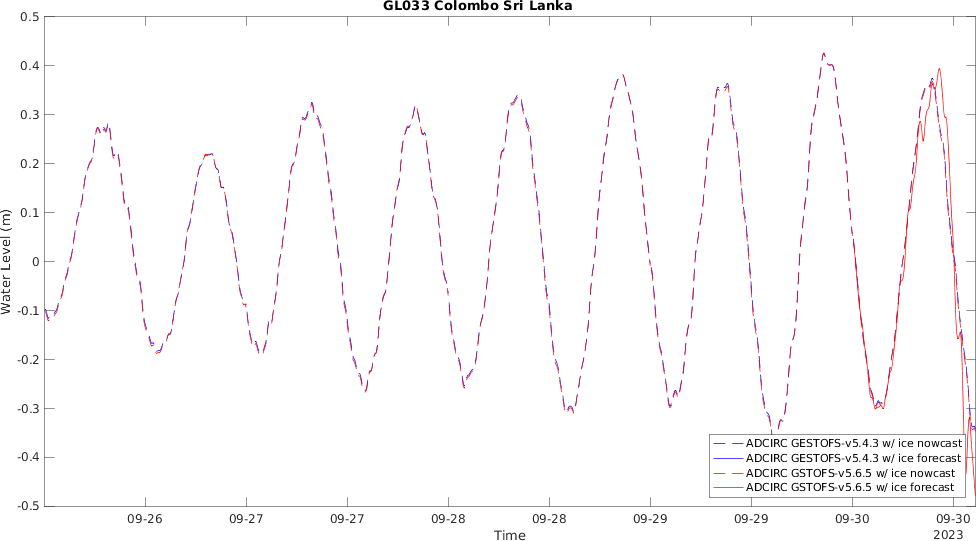 GL033 Colombo Sri Lanka
0.5
0.4
0.3
0.2
0.1
0
-0.1
-0.2
-0.3
-0.4
-0.5
Water Level (m)
ADCIRC GESTOFS-v5.4.3 w/ ice nowcast
ADCIRC GESTOFS-v5.4.3 w/ ice forecast
ADCIRC GSTOFS-v5.6.5 w/ ice nowcast
ADCIRC GSTOFS-v5.6.5 w/ ice forecast
09-26 09-27 09-27 09-28 09-28 09-29 09-29 09-30 09-30
2023
Time